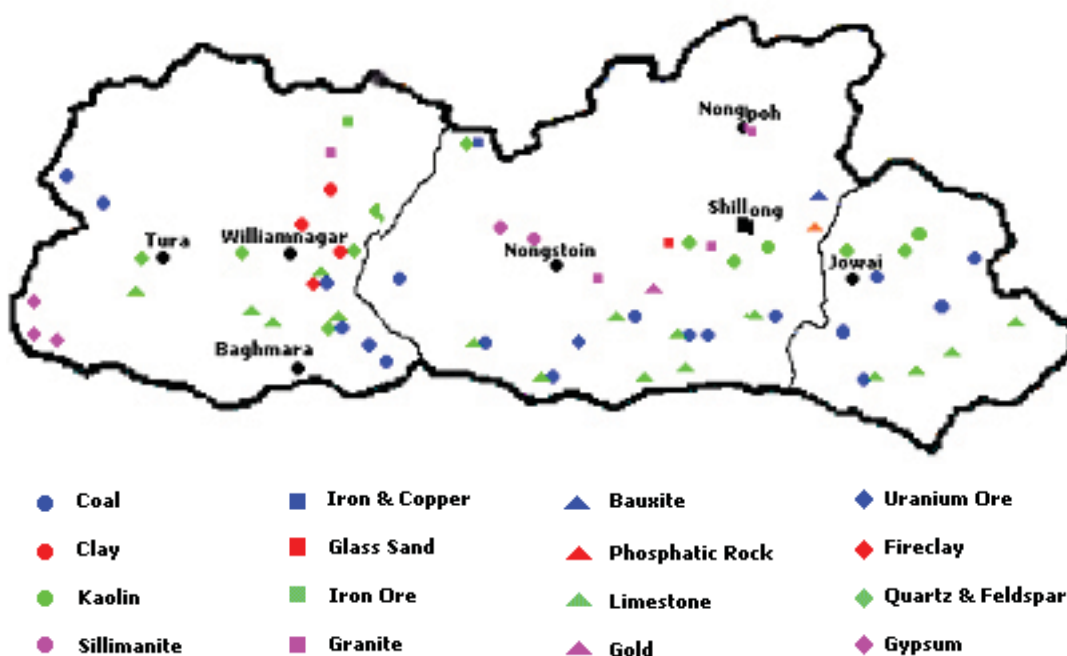 Nongpoh
Shillong
Tura
Williamnagar
Nongstoin
Jowai
Baghmara
Coal
Iron & Copper
Bauxite
Uranium Ore
Clay
Glass Sand
Phosphatic Rock
Fireclay
Kaolin
Iron Ore
Limestone
Quartz & Feldspar
Sillimanite
Granite
Gold
Gypsum